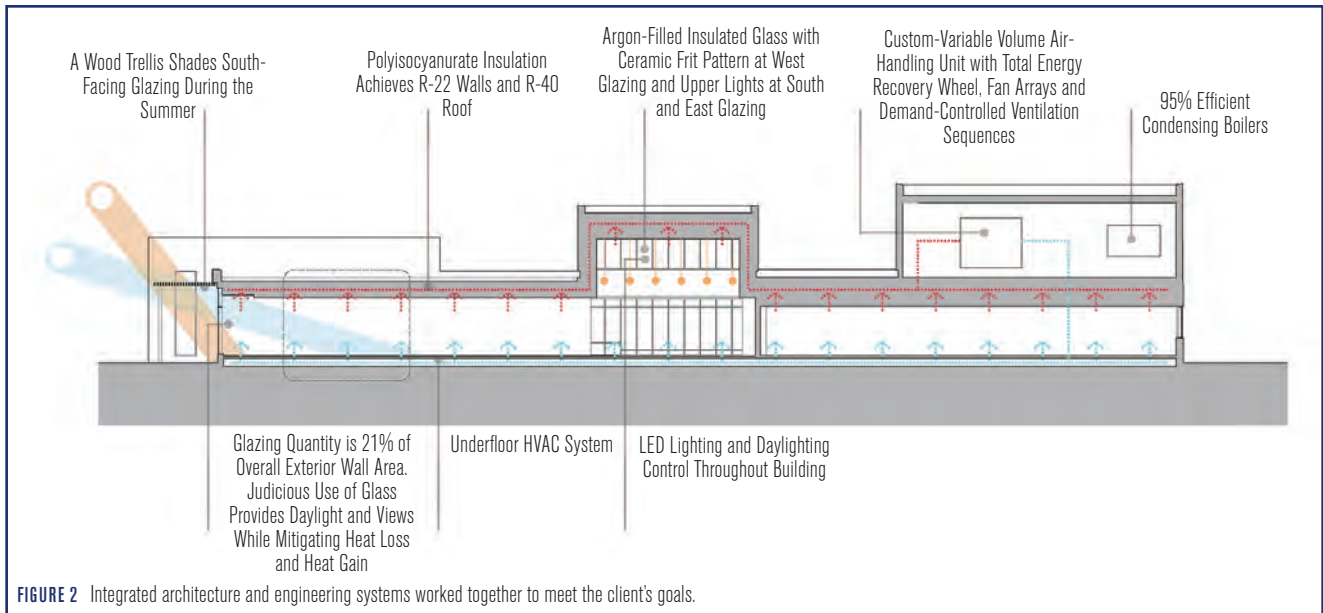 A Wood Trellis Shades South-
Facing Glazing During the
Summer
Polyisocyanurate Insulation
Achieves R-22 Walls and R-40
Roof
Argon-Filled Insulated Glass with
Ceramic Frit Pattern at West
Glazing and Upper Lights at South
and East Glazing
Custom-Variable Volume Air-
Handling Unit with Total Energy
Recovery Wheel, Fan Arrays and
Demand-Controlled Ventilation
Sequences
95% Efficient
Condensing Boilers
Glazing Quantity is 21% of
Overall Exterior Wall Area.
Judicious Use of Glass
Provides Daylight and Views
While Mitigating Heat Loss
and Heat Gain
Underfloor HVAC System
LED Lighting and Daylighting
Control Throughout Building
FIGURE 2 Integrated architecture and engineering systems worked together to meet the client's goals.